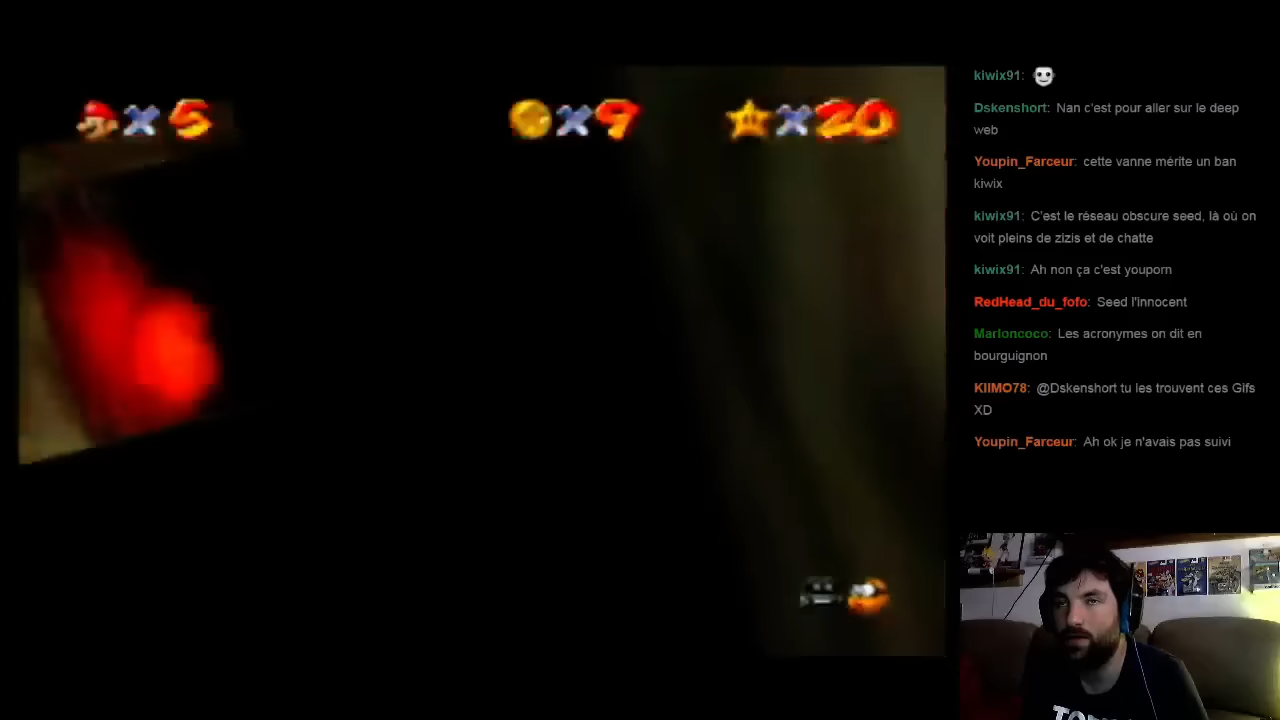 x 5
x 9
x 20
kiwix91:
Dskenshort: Nan c'est pour aller sur le deep
web
Youpin_Farceur: cette vanne mérite un ban
kiwix
kiwix91: C'est le réseau obscure seed, là où on
voit pleins de zizis et de chatte
kiwix91: Ah non ça c'est youporn
RedHead_du_fofo: Seed l'innocent
Marloncoco: Les acronymes on dit en
bourguignon
KIIMO78: @Dskenshort tu les trouvent ces Gifs
XD
Youpin_Farceur: Ah ok je n'avais pas suivi